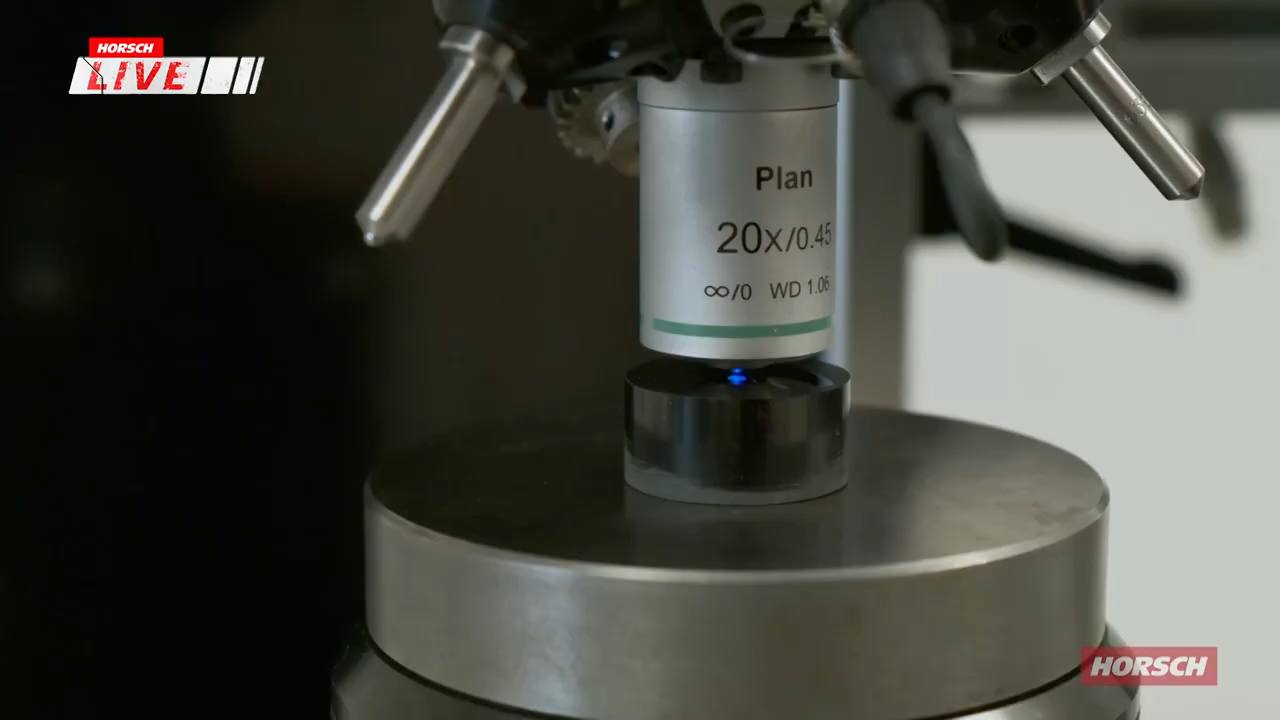 HORSCH
LIVE
Plan
20X/0.45
∞/0 WD 1.06
HORSCH